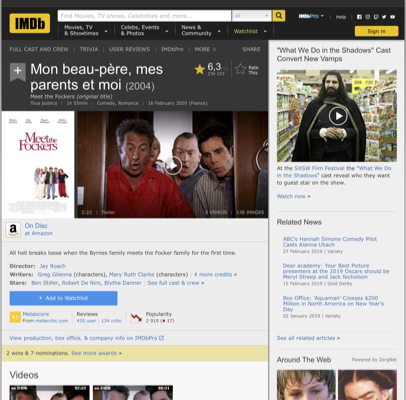 IMDb
Find Movies, TV shows, Celebrities and more...
All
IMDbPro
Help
Movies, TV
& Showtimes
Celebs, Events
& Photos
News &
Community
Watchlist
Sign in
FULL CAST AND CREW | TRIVIA | USER REVIEWS | IMDbPro | MORE
SHARE
Mon beau-père, mes
parents et moi (2004)
Meet the Fockers (original title)
Tous publics | 1h 55min | Comedy, Romance | 16 February 2005 (France)
6,3
Rate
This
Meet the
Fockers
2:22 | Trailer
5 VIDEOS | 138 IMAGES
a
On Disc
at Amazon
All hell breaks loose when the Byrnes family meets the Focker family for the first time.
Director: Jay Roach
Writers: Greg Glienna (characters), Mary Ruth Clarke (characters) | 4 more credits »
Stars: Ben Stiller, Robert De Niro, Blythe Danner | See full cast & crew »
+ Add to Watchlist
41
Metascore
From metacritic.com
Reviews
430 user | 134 critic
Popularity
2 919 (17)
View production, box office, & company info on IMDbPro
2 wins & 7 nominations. See more awards »
Videos
"What We Do in the Shadows" Cast
Convert New Vamps
At the SXSW Film Festival the "What We Do
in the Shadows" cast reveal who they want
to guest star on the show.
Watch now »
Related News
ABC's Hannah Simone Comedy Pilot
Casts Alanna Ubach
27 February 2019 | Variety
Dear academy: Your Best Picture
presenters at the 2019 Oscars should be
Meryl Streep and Jack Nicholson
15 February 2019 | Gold Derby
Box Office: 'Aquaman' Crosses $200
Million in North America on New Year's
Day
02 January 2019 | Variety
See all related articles »
Around The Web
Powered by ZergNet